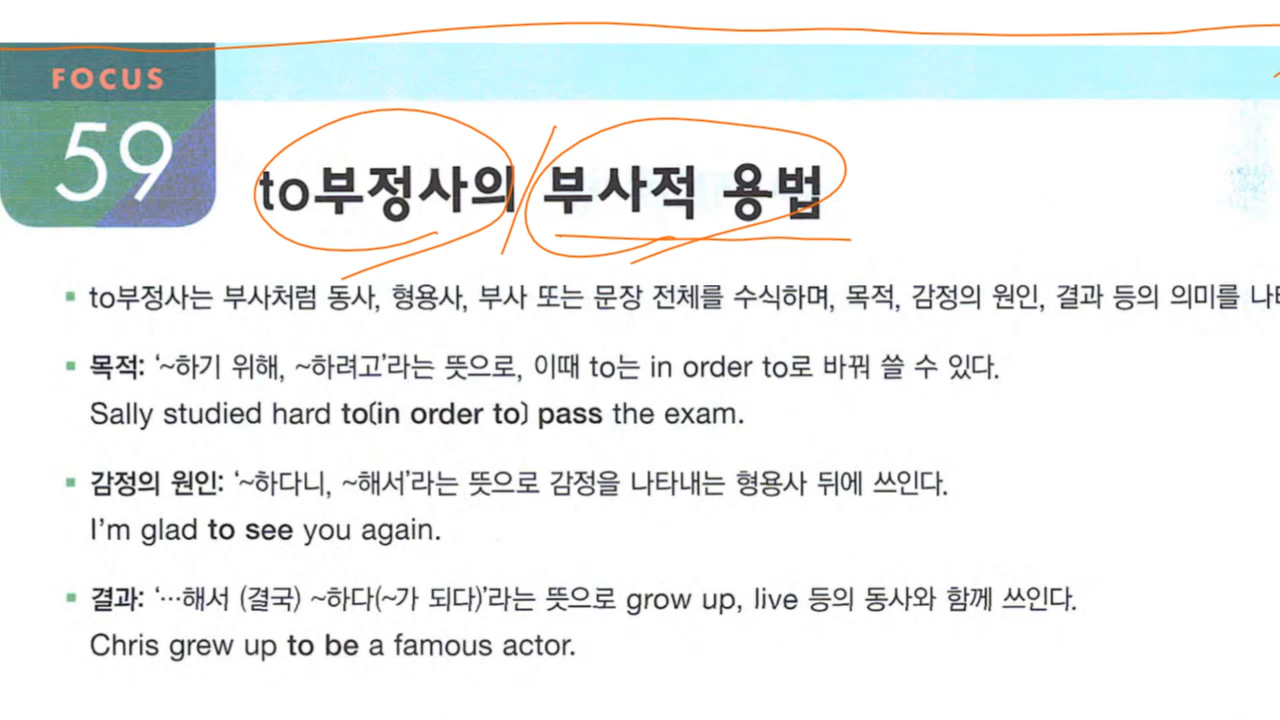 FOCUS
59
to부정사의 부사적 용법
▪ to부정사는 부사처럼 동사, 형용사, 부사 또는 문장 전체를 수식하며, 목적, 감정의 원인, 결과 등의 의미를
▪ 목적: ‘~하기 위해, ~하려고’라는 뜻으로, 이때 to는 in order to로 바꿔 쓸 수 있다.
Sally studied hard to(in order to) pass the exam.
▪ 감정의 원인: ‘~하다니, ~해서’라는 뜻으로 감정을 나타내는 형용사 뒤에 쓰인다.
I’m glad to see you again.
▪ 결과: ‘…해서 (결국) ~하다(~가 되다)’라는 뜻으로 grow up, live 등의 동사와 함께 쓰인다.
Chris grew up to be a famous actor.